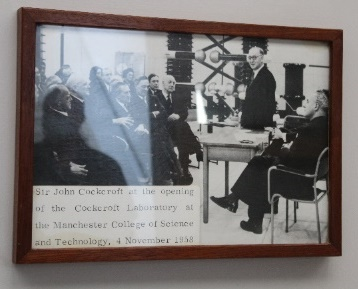 Sir John Cockcroft at the opening
of the Cockcroft Laboratory at
the Manchester College of Science
and Technology, 4 November 1958